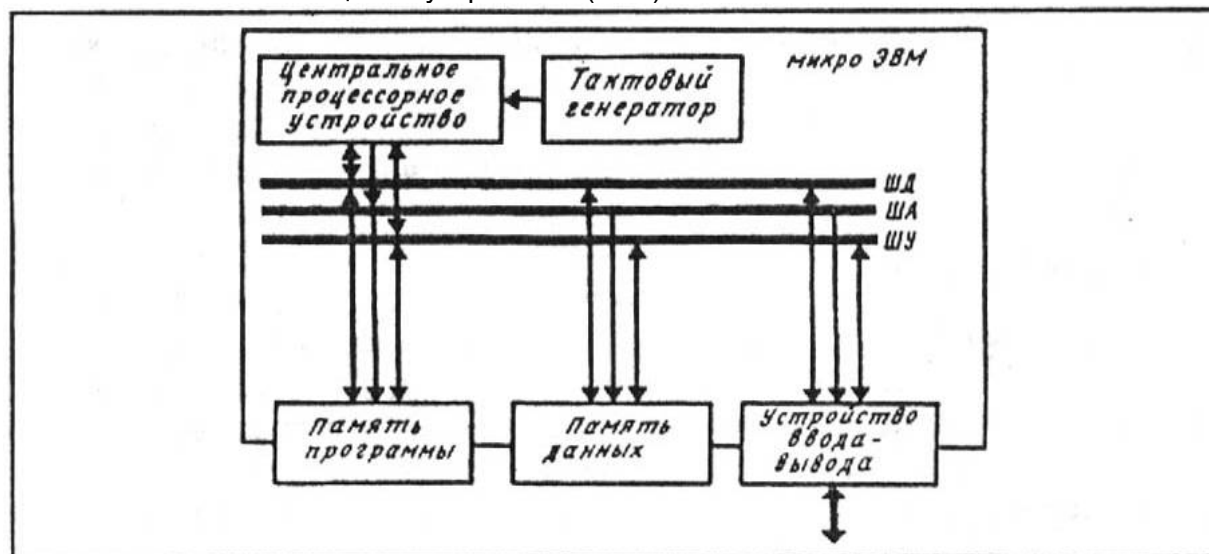 микро ЭВМ
Центральное
процессорное
устройство
Тактовый
генератор
ШД
ША
ШУ
Память
программы
Память
данных
Устройство
ввода-
вывода